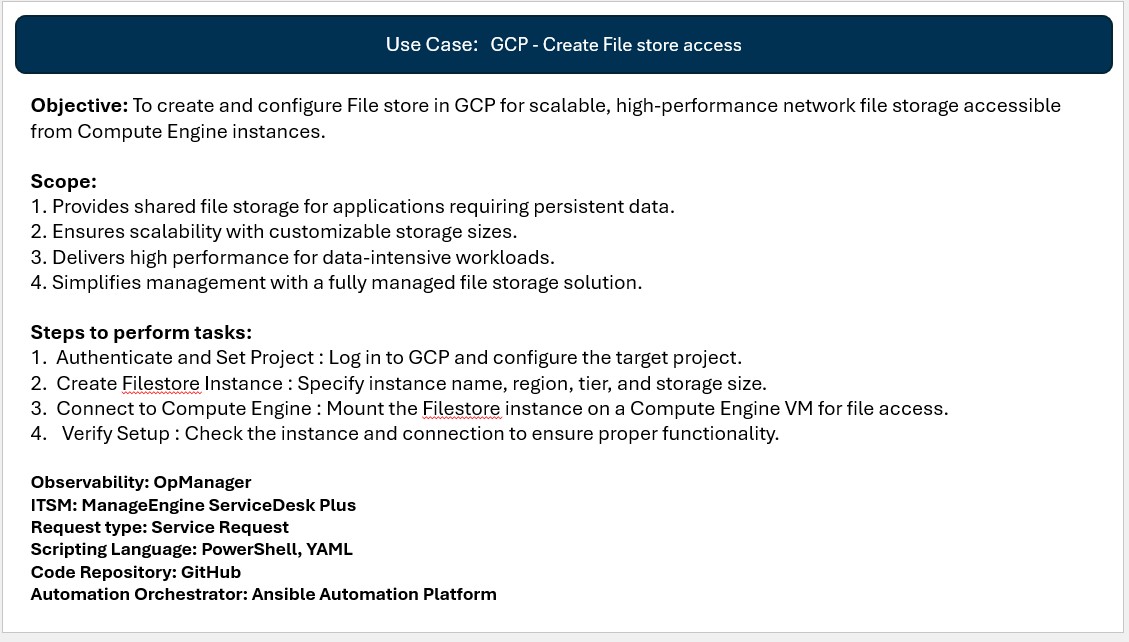 Use Case: GCP - Create File store access
Objective: To create and configure File store in GCP for scalable, high-performance network file storage accessible
from Compute Engine instances.
Scope:
1. Provides shared file storage for applications requiring persistent data.
2. Ensures scalability with customizable storage sizes.
3. Delivers high performance for data-intensive workloads.
4. Simplifies management with a fully managed file storage solution.
Steps to perform tasks:
1. Authenticate and Set Project : Log in to GCP and configure the target project.
2. Create Filestore Instance : Specify instance name, region, tier, and storage size.
3. Connect to Compute Engine : Mount the Filestore instance on a Compute Engine VM for file access.
4. Verify Setup : Check the instance and connection to ensure proper functionality.
Observability: OpManager
ITSM: ManageEngine ServiceDesk Plus
Request type: Service Request
Scripting Language: PowerShell, YAML
Code Repository: GitHub
Automation Orchestrator: Ansible Automation Platform